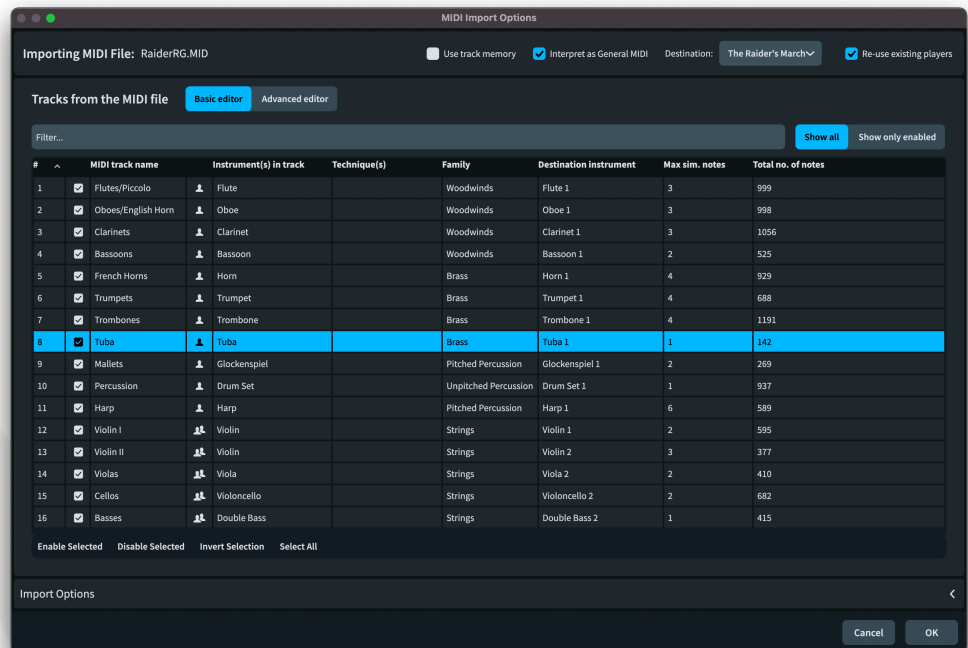 MIDI Import Options
Importing MIDI File: RaiderRG.MID Use track memory Interpret as General MIDI Destination: The Raider's March Re-use existing players
Tracks from the MIDI file Basic editor Advanced editor
Filter... Show all Show only enabled
# MIDI track name Instrument(s) in track Technique(s) Family Destination instrument Max sim. notes Total no. of notes
1 Flutes/Piccolo Flute Woodwinds Flute 1 3 999
2 Oboes/English Horn Oboe Woodwinds Oboe 1 3 998
3 Clarinets Clarinet Woodwinds Clarinet 1 3 1056
4 Bassoons Bassoon Woodwinds Bassoon 1 2 525
5 French Horns Horn Brass Horn 1 4 929
6 Trumpets Trumpet Brass Trumpet 1 4 688
7 Trombones Trombone Brass Trombone 1 4 1191
8 Tuba Tuba Brass Tuba 1 1 142
9 Mallets Glockenspiel Pitched Percussion Glockenspiel 1 2 269
10 Percussion Drum Set Unpitched Percussion Drum Set 1 1 937
11 Harp Harp Pitched Percussion Harp 1 6 589
12 Violin I Violin Strings Violin 1 2 595
13 Violin II Violin Strings Violin 2 3 377
14 Violas Viola Strings Viola 2 2 410
15 Cellos Violoncello Strings Violoncello 2 2 682
16 Basses Double Bass Strings Double Bass 2 1 415
Enable Selected Disable Selected Invert Selection Select All
Import Options
Cancel OK